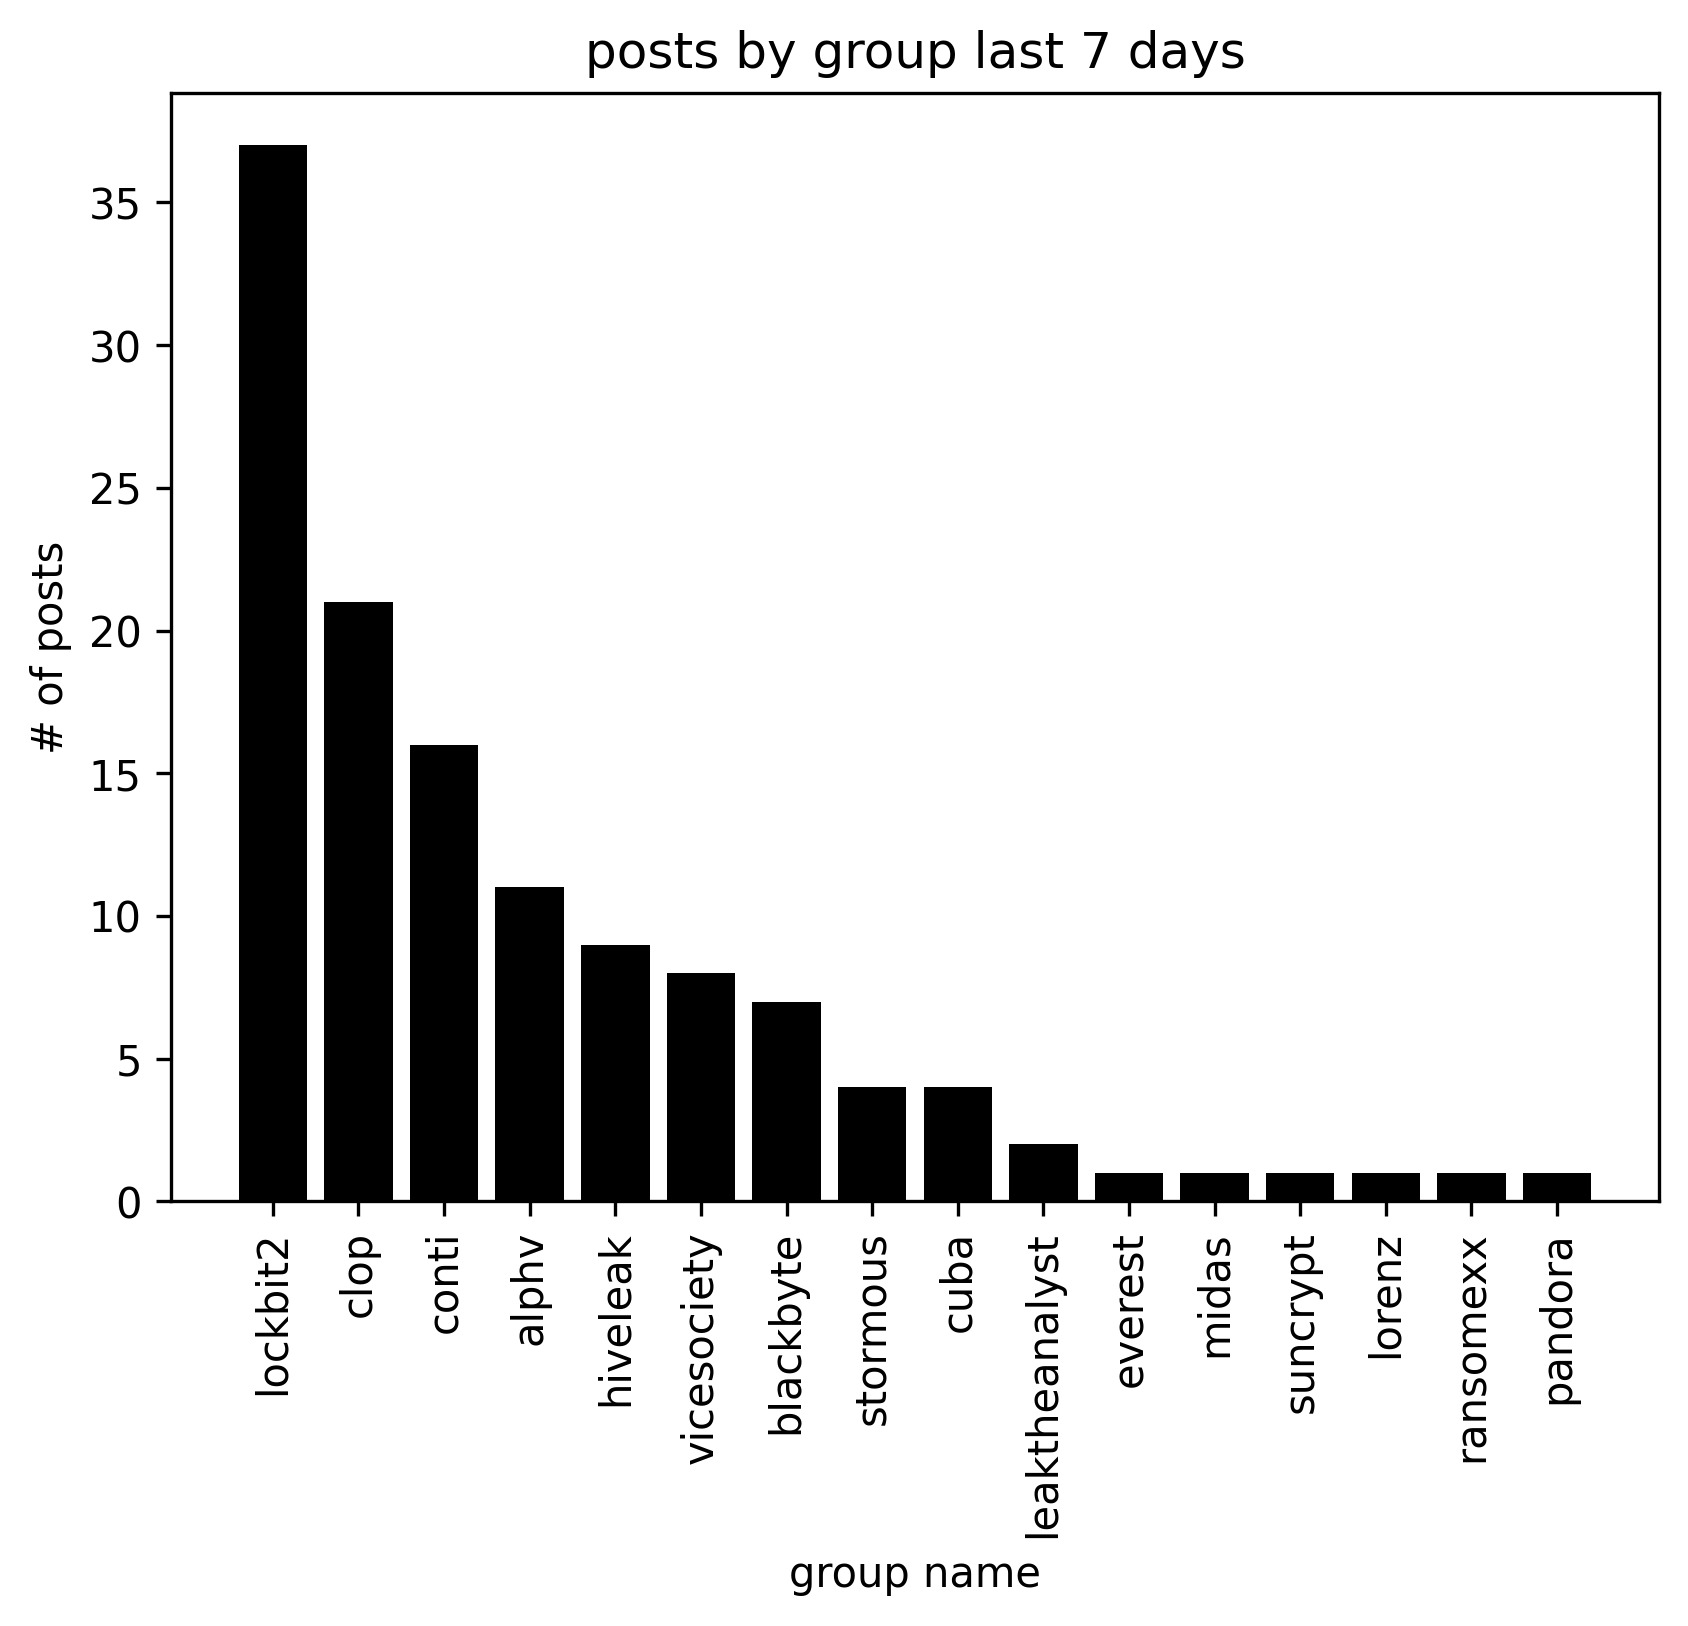 posts by group last 7 days
# of posts
35
30
25
20
15
10
5
0
lockbit2
clop
conti
alphv
hiveleak
vicesociety
blackbyte
stormous
cuba
leaktheanalyst
everest
midas
suncrypt
lorenz
ransomexx
pandora
group name